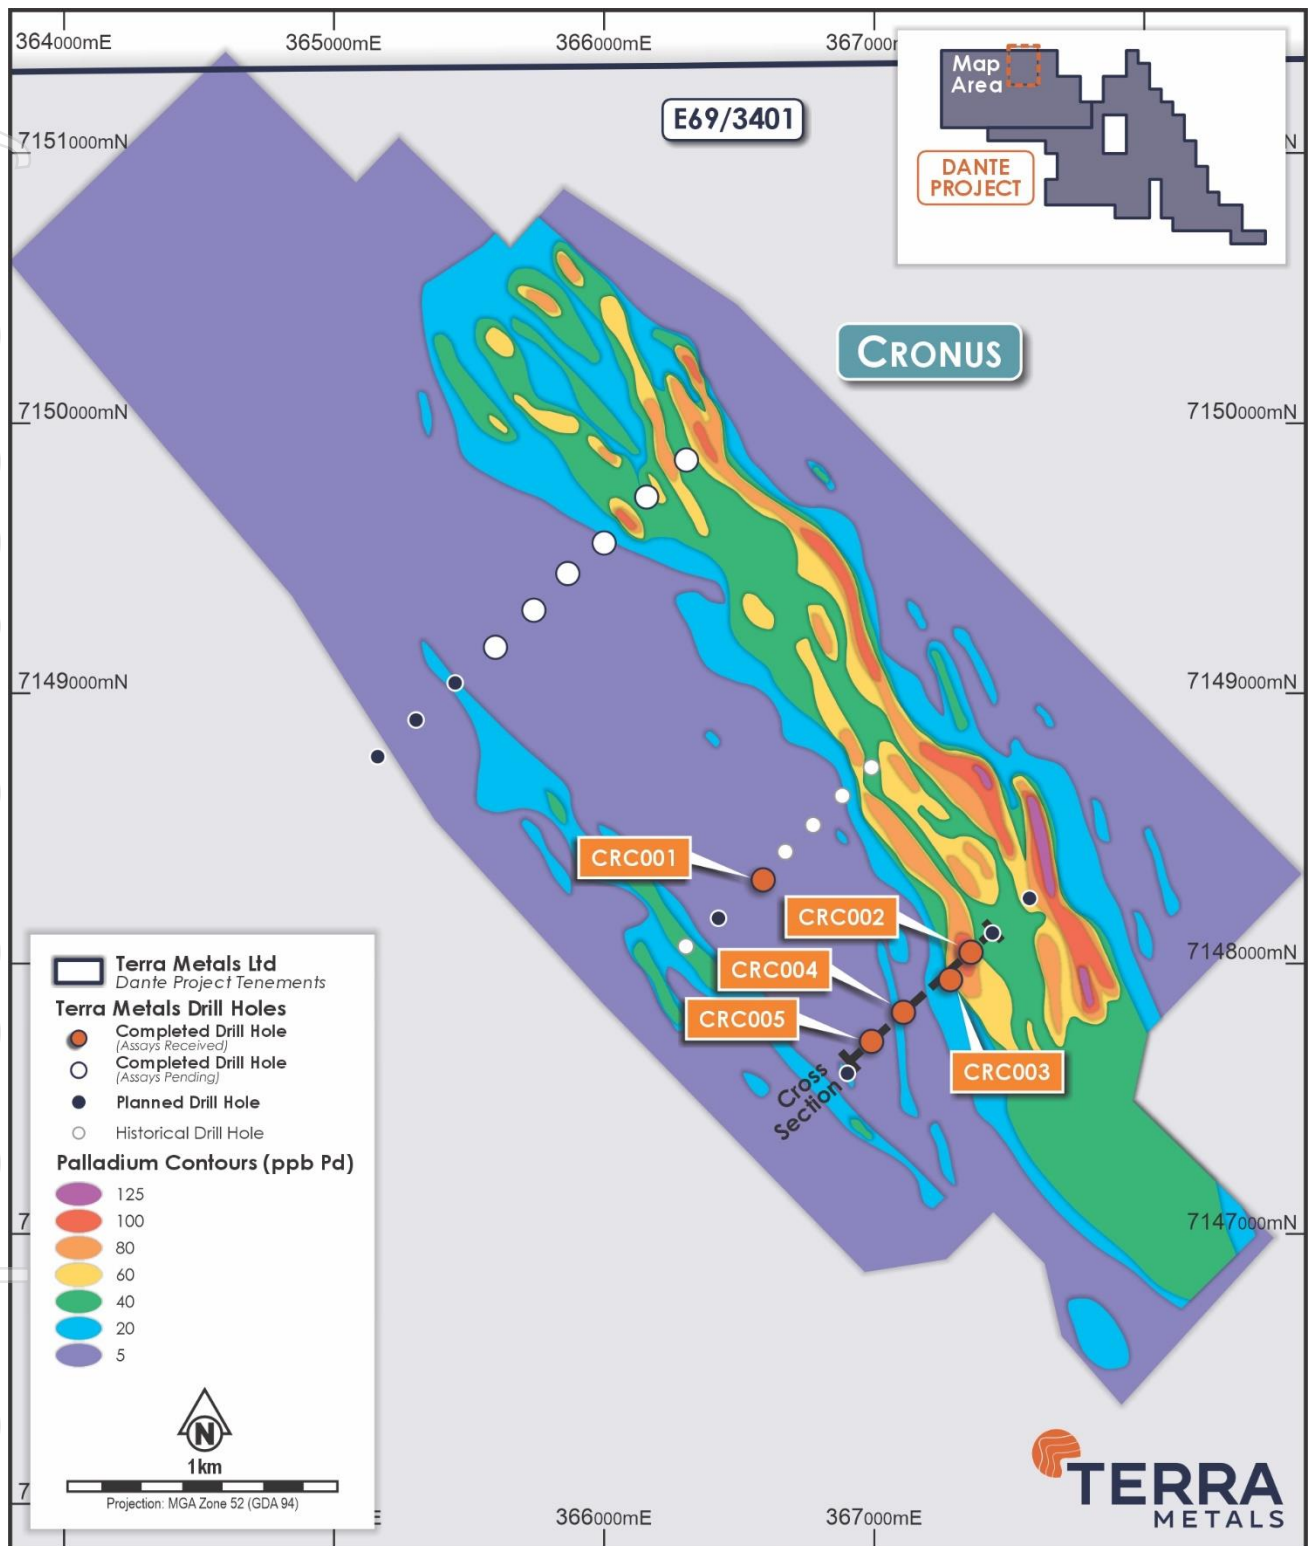 364000mE
365000mE
366000mE
Map
Area
DANTE
PROJECT
E69/3401
7151000mN
CRONUS
7150000mN
7150000mN
7149000mN
7149000mN
CRC001
CRC002
7148000mN
CRC004
CRC005
CRC003
Cross
Section
7147000mN
Terra Metals Ltd
Dante Project Tenements
Terra Metals Drill Holes
Completed Drill Hole
(Assays Received)
Completed Drill Hole
(Assays Pending)
Planned Drill Hole
Historical Drill Hole
Palladium Contours (ppb Pd)
125
100
80
60
40
20
5
N
1km
Projection: MGA Zone 52 (GDA 94)
366000mE
367000mE
TERRA
METALS